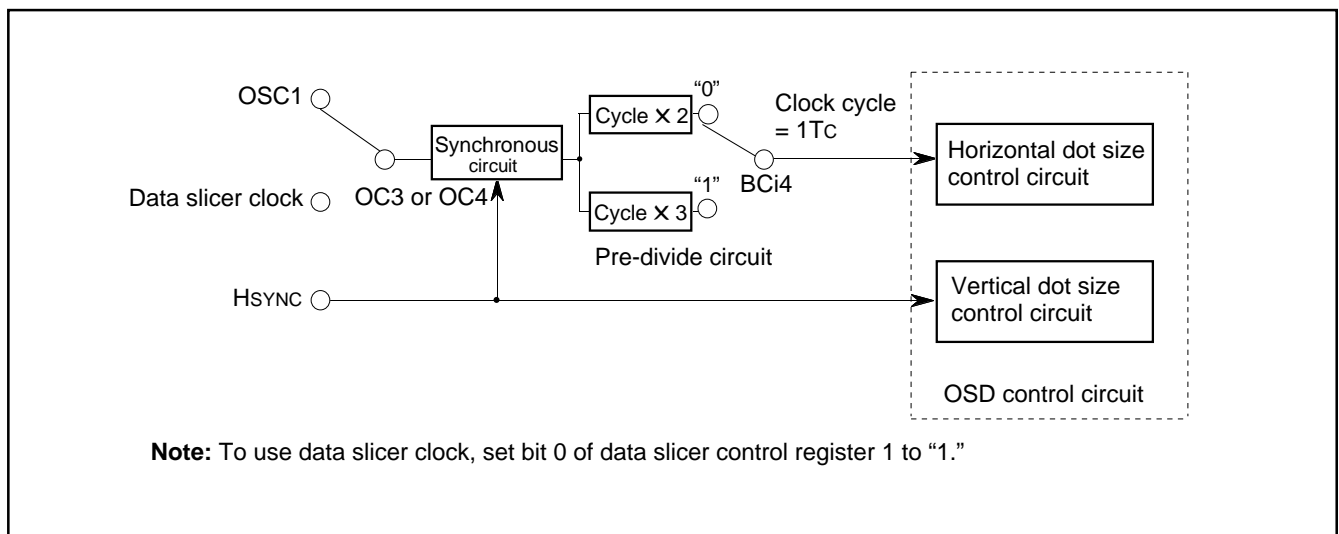 OSC1
Data slicer clock
HSYNC
OC3 or OC4
Synchronous
circuit
Cycle ✕ 2
“0”
Cycle ✕ 3
“1”
Pre-divide circuit
BCi4
Clock cycle
= 1TC
Horizontal dot size
control circuit
Vertical dot size
control circuit
OSD control circuit
Note: To use data slicer clock, set bit 0 of data slicer control register 1 to “1.”